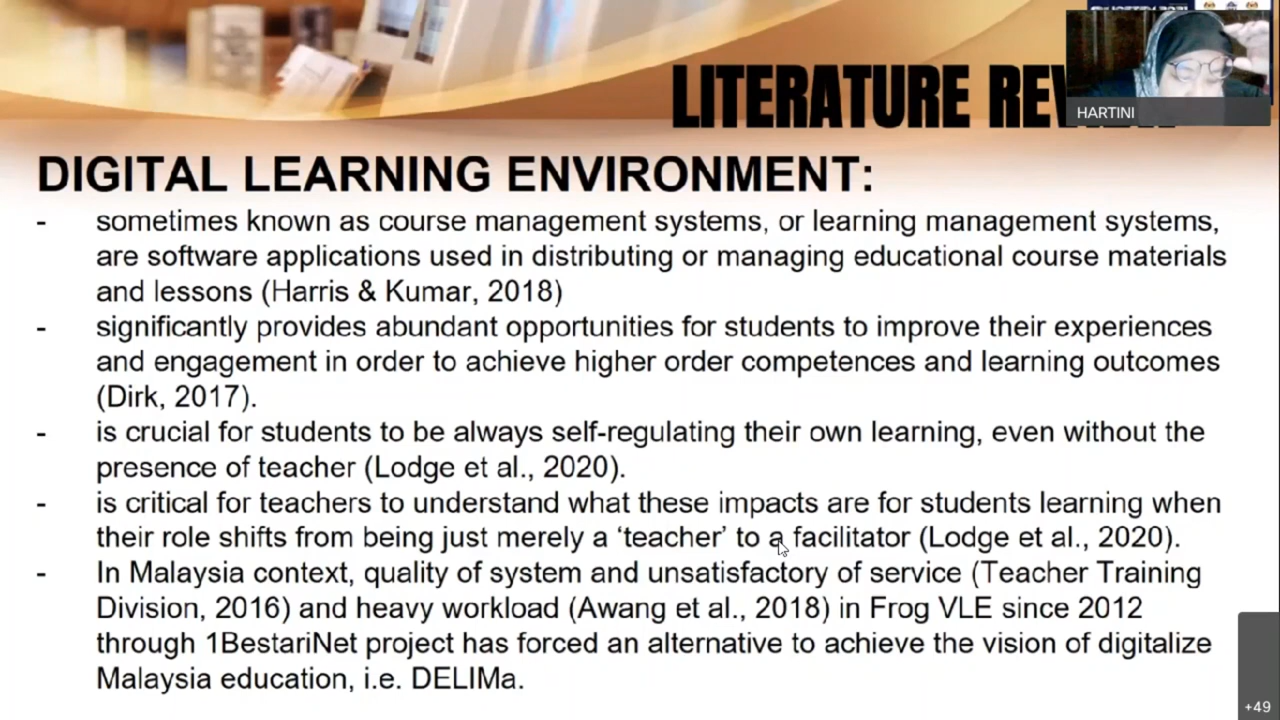 LITERATURE
HARTINI
DIGITAL LEARNING ENVIRONMENT:
- sometimes known as course management systems, or learning management systems,
are software applications used in distributing or managing educational course materials
and lessons (Harris & Kumar, 2018)
- significantly provides abundant opportunities for students to improve their experiences
and engagement in order to achieve higher order competences and learning outcomes
(Dirk, 2017).
- is crucial for students to be always self-regulating their own learning, even without the
presence of teacher (Lodge et al., 2020).
- is critical for teachers to understand what these impacts are for students learning when
their role shifts from being just merely a ‘teacher’ to a facilitator (Lodge et al., 2020).
- In Malaysia context, quality of system and unsatisfactory of service (Teacher Training
Division, 2016) and heavy workload (Awang et al., 2018) in Frog VLE since 2012
through 1BestariNet project has forced an alternative to achieve the vision of digitalize
Malaysia education, i.e. DELIMa.
+49